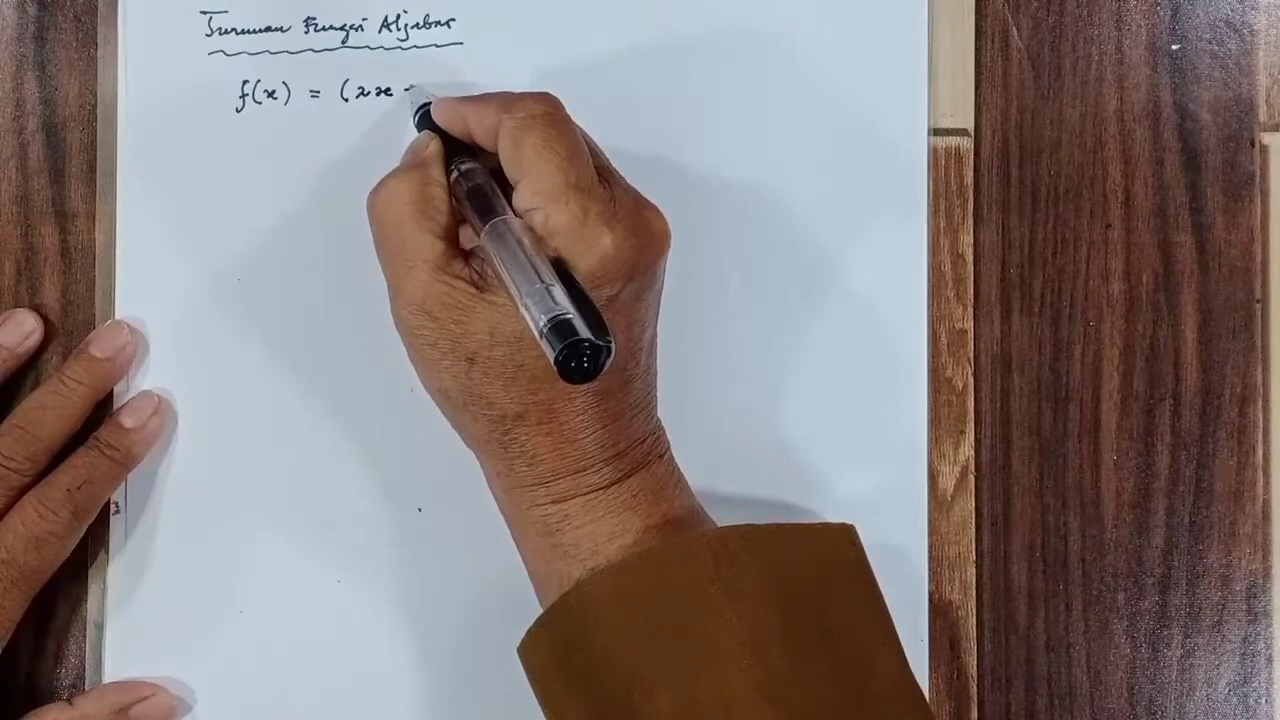 Turunan Fungsi Aljabar
f(x) = (2x